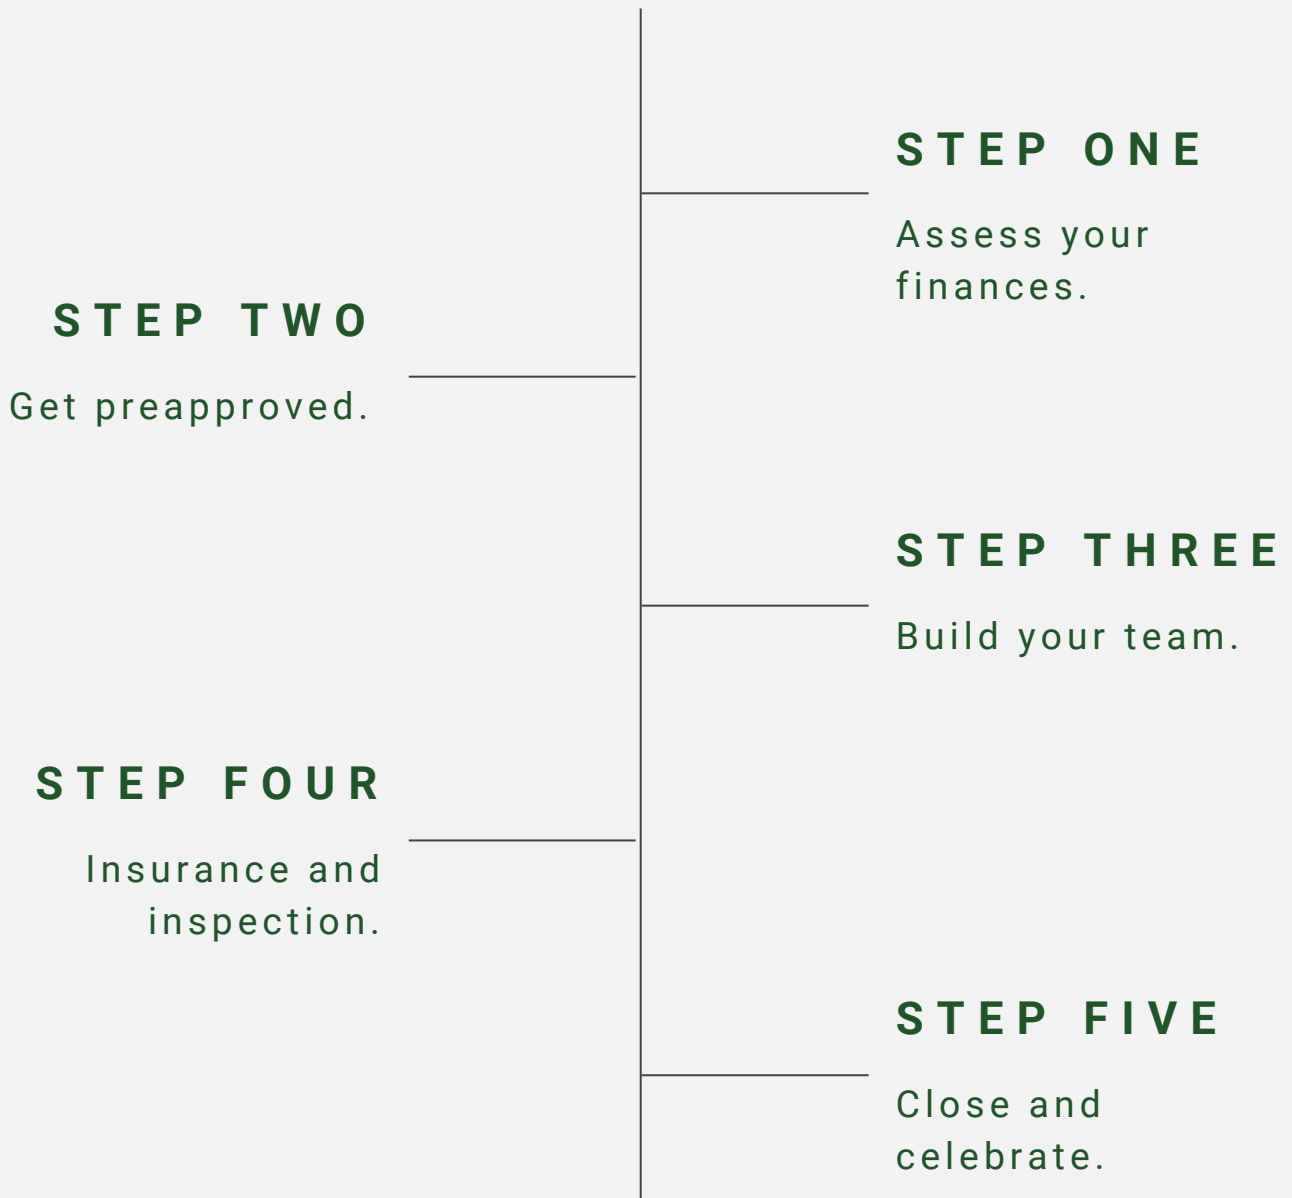 STEP ONE
Assess your
finances.
STEP TWO
Get preapproved.
STEP THREE
Build your team.
STEP FOUR
Insurance and
inspection.
STEP FIVE
Close and
celebrate.